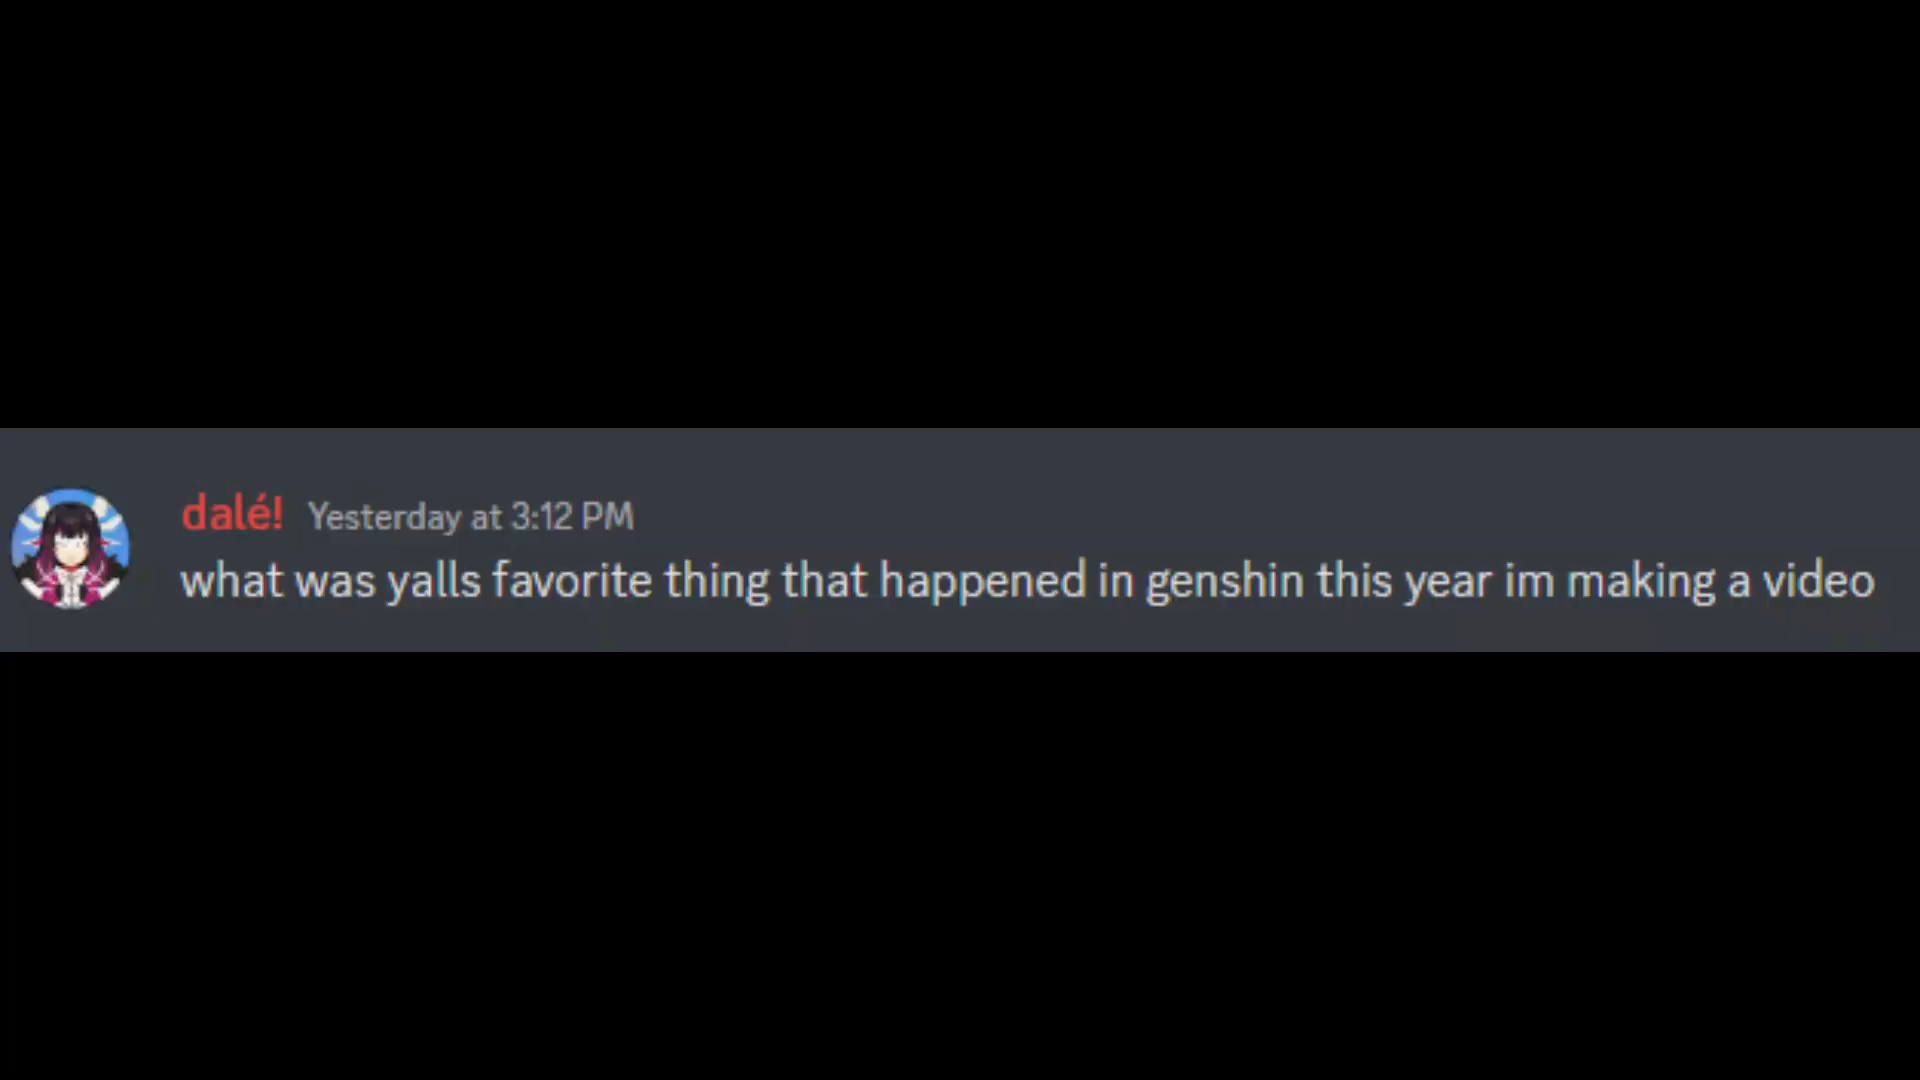 dalé! Yesterday at 3:12 PM
what was yalls favorite thing that happened in genshin this year im making a video